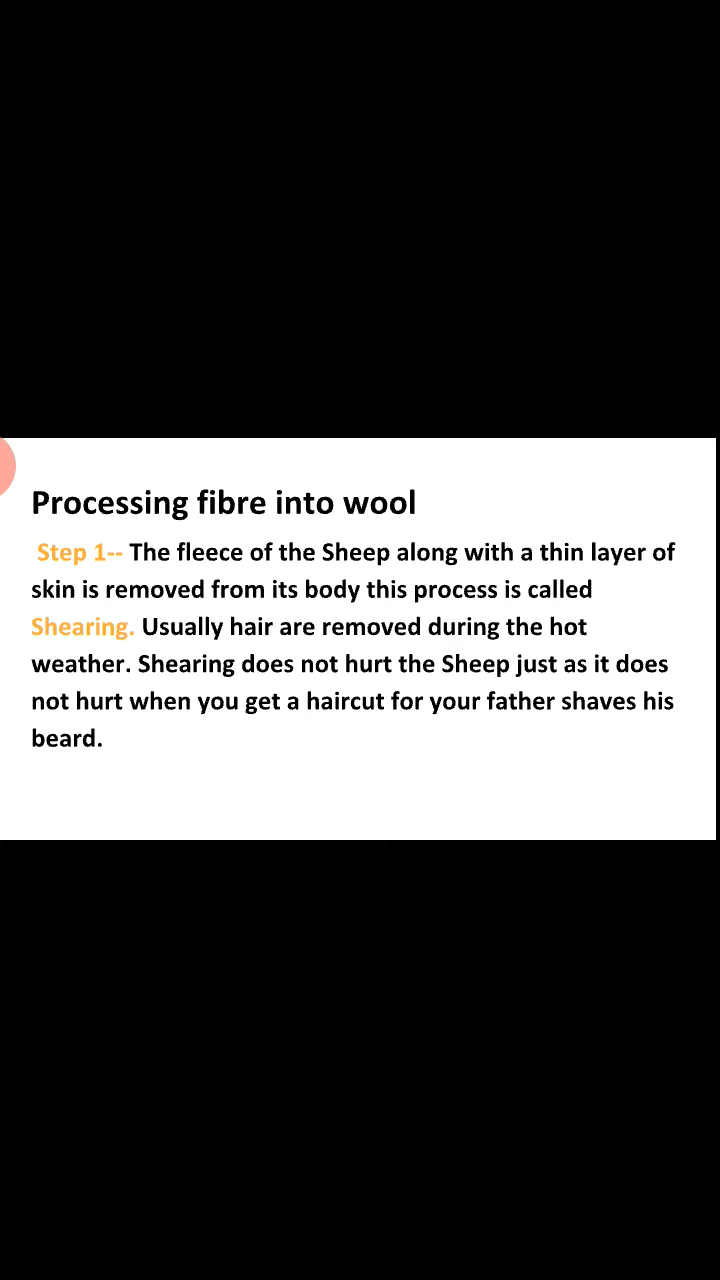 Processing fibre into wool
Step 1-- The fleece of the Sheep along with a thin layer of
skin is removed from its body this process is called
Shearing. Usually hair are removed during the hot
weather. Shearing does not hurt the Sheep just as it does
not hurt when you get a haircut for your father shaves his
beard.